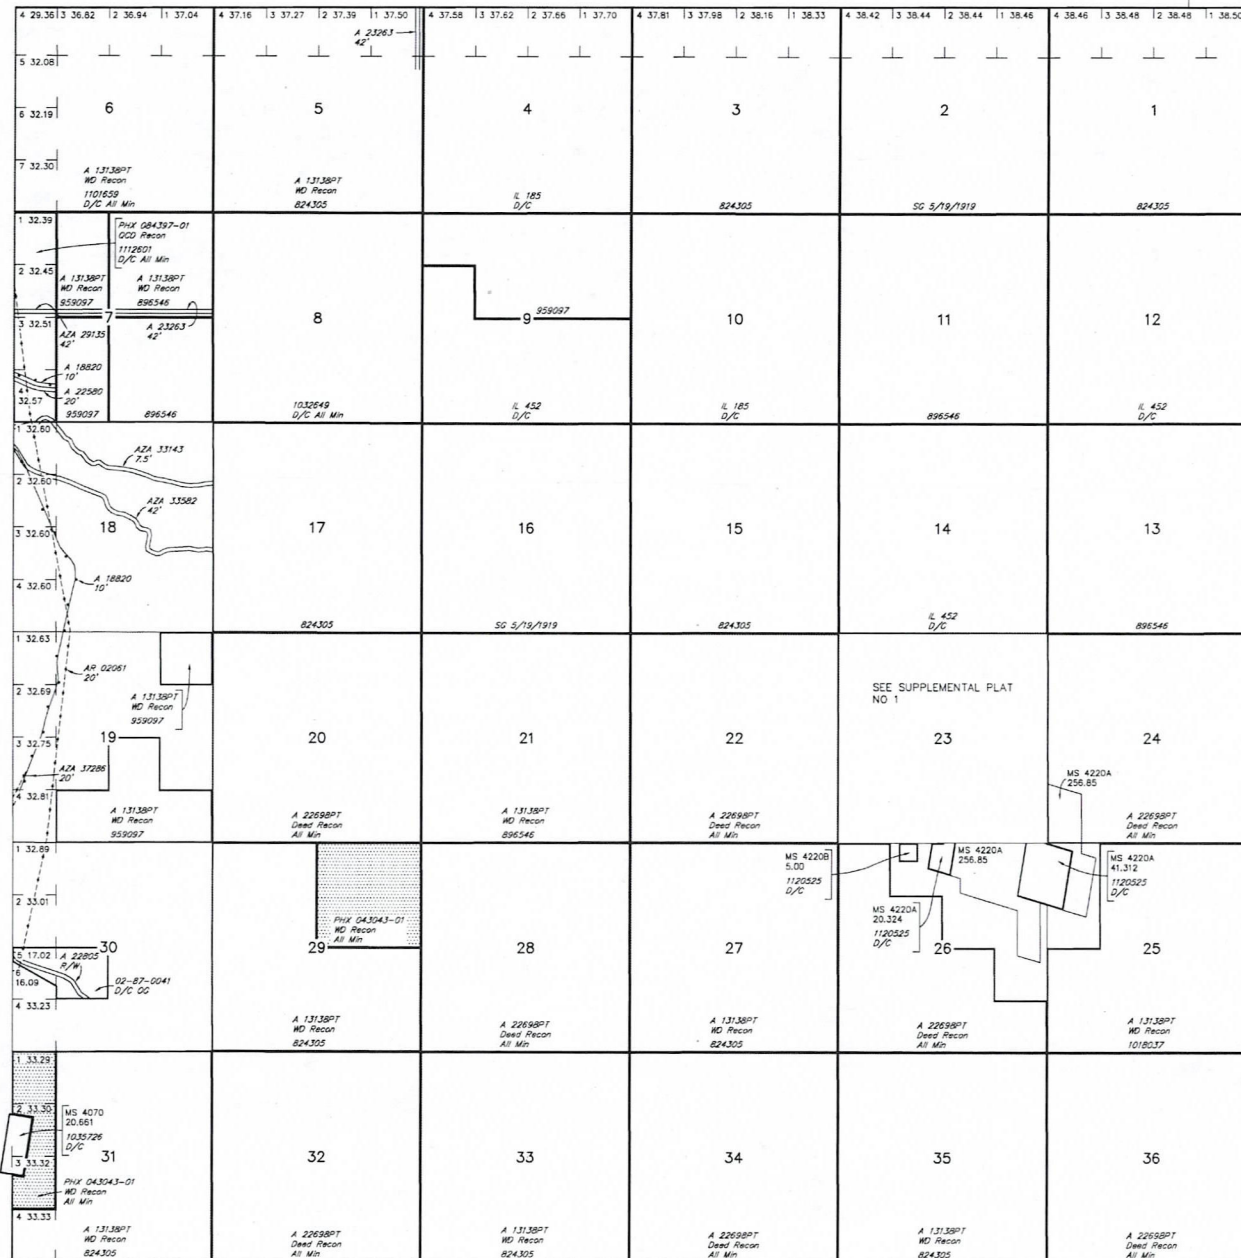 4 29.36 3 36.82 2 36.94 1 37.04 4 37.16 3 37.27 2 37.39 1 37.50 4 37.58 3 37.62 2 37.66 1 37.70 4 37.81 3 37.98 2 38.16 1 38.33 4 38.42 3 38.44 2 38.44 1 38.46 4 38.46 3 38.48 2 38.48 1 38.50
A 23263
42'
5 32.08
6 32.19
6
5
4
3
2
1
7 32.30
A 13138PT
WD Recon
1101659
D/C All Min
A 13138PT
WD Recon
824305
IL 185
D/C
824305
SG 5/19/1919
824305
1 32.39
PHX 084397-01
OCD Recon
1112601
D/C All Min
2 32.45
A 13138PT
WD Recon
959097
A 13138PT
WD Recon
896546
3 32.51
7
AZA 29135
42'
A 23263
42'
A 18820
10'
4
32.57
A 22580
20'
959097
896546
8
1032649
D/C All Min
959097
9
IL 452
D/C
10
IL 185
D/C
11
896546
12
IL 452
D/C
1 32.60
AZA 33143
7.5'
2 32.60
AZA 33582
42'
3 32.60
18
4 32.60
A 18820
10'
17
824305
16
SG 5/19/1919
15
824305
14
IL 452
D/C
13
896546
1 32.63
AR 02061
20'
2 32.69
A 13138PT
WD Recon
959097
3 32.75
19
AZA 37286
20'
4 32.81
A 13138PT
WD Recon
959097
20
A 22698PT
Deed Recon
All Min
21
A 13138PT
WD Recon
896546
22
A 22698PT
Deed Recon
All Min
SEE SUPPLEMENTAL PLAT
NO 1
23
24
MS 4220A
256.85
A 22698PT
Deed Recon
All Min
1 32.89
2 33.01
30
5 17.02
A 22805
R/W
6
16.09
02-87-0041
D/C OG
4 33.23
PHX 043043-01
WD Recon
All Min
29
A 13138PT
WD Recon
824305
28
A 22698PT
Deed Recon
All Min
27
A 13138PT
WD Recon
824305
MS 4220B
5.00
1120525
D/C
MS 4220A
256.85
MS 4220A
20.324
1120525
D/C
26
A 22698PT
Deed Recon
All Min
MS 4220A
41.312
1120525
D/C
25
A 13138PT
WD Recon
1018037
1 33.29
2 33.30
MS 4070
20.661
1035726
D/C
3 33.32
31
PHX 043043-01
WD Recon
All Min
4 33.33
A 13138PT
WD Recon
824305
32
A 22698PT
Deed Recon
All Min
33
A 13138PT
WD Recon
824305
34
A 22698PT
Deed Recon
All Min
35
A 13138PT
WD Recon
824305
36
A 22698PT
Deed Recon
All Min